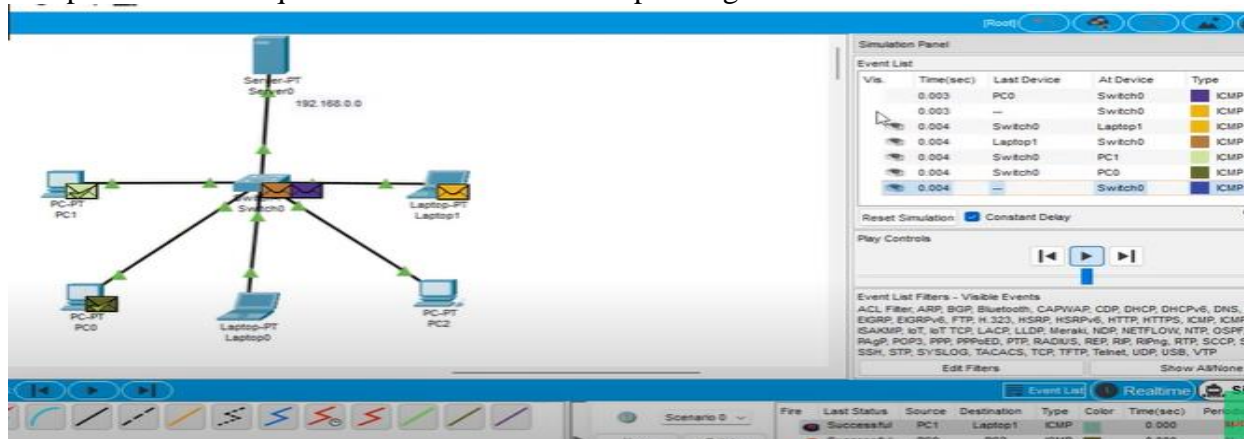 [Root]
Simulation Panel
Event List
Vis. Time(sec) Last Device At Device Type
0.003 PC0 Switch0 ICMP
0.003 -- Switch0 ICMP
0.004 Switch0 Laptop1 ICMP
0.004 Laptop1 Switch0 ICMP
0.004 Switch0 PC1 ICMP
0.004 Switch0 PC0 ICMP
0.004 -- Switch0 ICMP
Reset Simulation Constant Delay
Play Controls
Event List Filters - Visible Events
ACL Filter, ARP, BGP, Bluetooth, CAPWAP, CDP, DHCP, DHCPv6, DNS,
EIGRP, EIGRPv6, FTP, H.323, HSRP, HSRPv6, HTTP, HTTPS, ICMP,
ISAKMP, IoT, IoT TCP, LACP, LLDP, Meraki, NDP, NETFLOW, NTP,
PAgP, POP3, PPP, PPPoED, PTP, RADIUS, REP, RIP, RIPng, RTP, SCCP,
SSH, STP, SYSLOG, TACACS, TCP, TFTP, Telnet, UDP, USB, VTP
Edit Filters Show All/None
Server-PT
Server0
192.168.0.0
PC-PT
PC1
Switch0
Laptop-PT
Laptop1
PC-PT
PC0
Laptop-PT
Laptop0
PC-PT
PC2
Event List Realtime
Scenario 0
Fire Last Status Source Destination Type Color Time(sec)
Successful PC1 Laptop1 ICMP 0.000